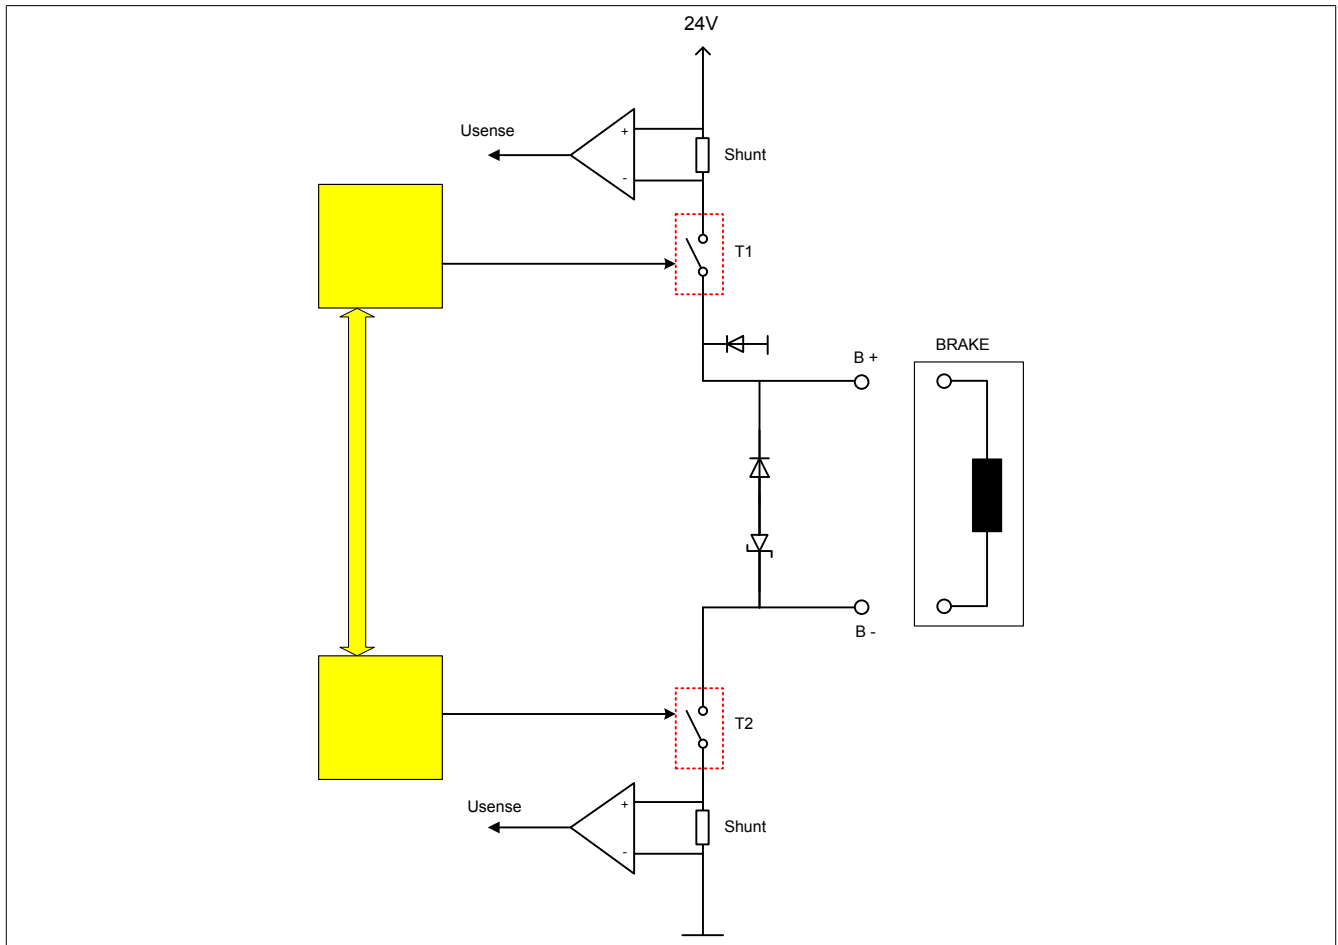 24V
Usense
+
-
Shunt
T1
B +
BRAKE
B -
T2
Usense
+
-
Shunt